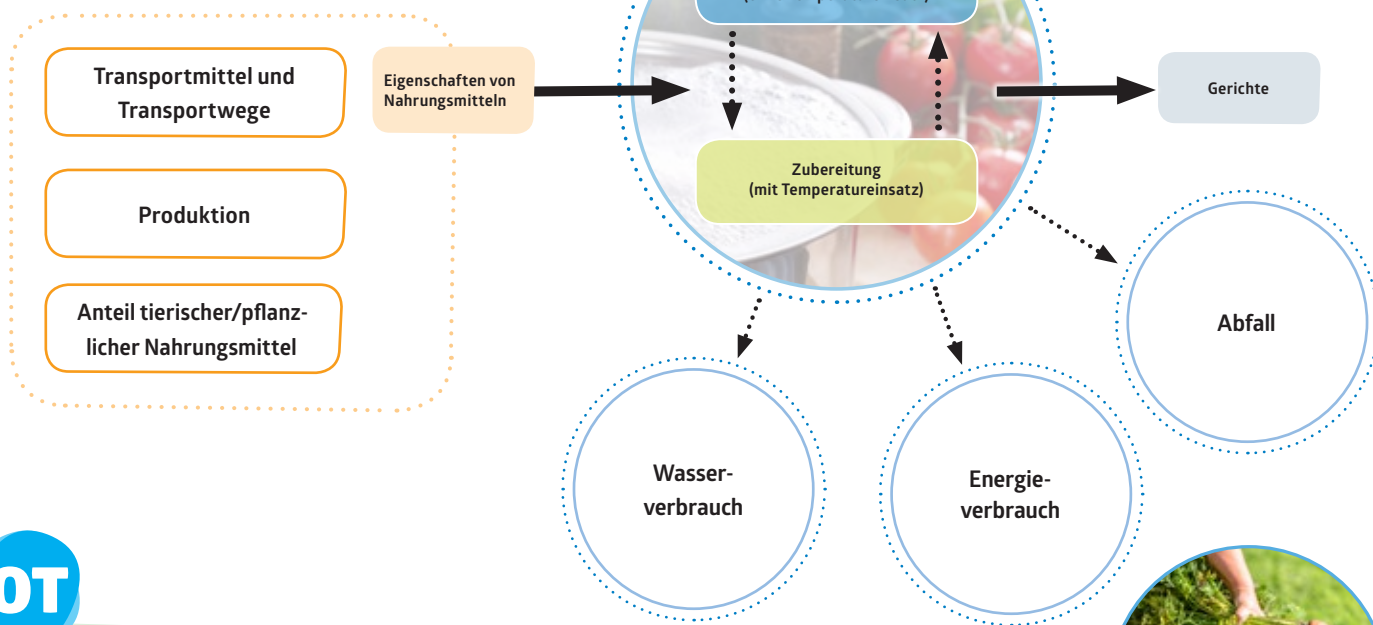 Transportmittel und
Transportwege
Eigenschaften von
Nahrungsmitteln
Gerichte
Zubereitung
(mit Temperatureinsatz)
Produktion
Anteil tierischer/pflanz-
licher Nahrungsmittel
Abfall
Wasser-
verbrauch
Energie-
verbrauch
OT